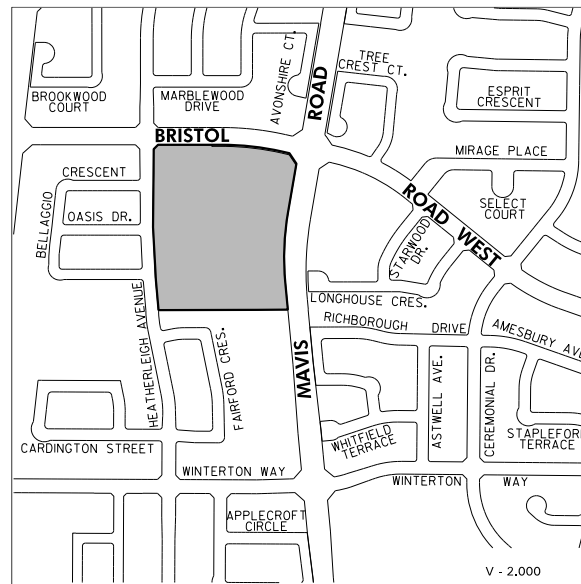 AVONSHIRE CT.
ROAD
TREE
CREST CT.
BROOKWOOD
COURT
MARBLEWOOD
DRIVE
ESPRIT
CRESCENT
BRISTOL
MIRAGE PLACE
CRESCENT
BELLAGGIO
OASIS DR.
ROAD WEST
SELECT
COURT
STARWOOD
DR.
LONGHOUSE CRES.
RICHBOROUGH DRIVE
AMESBURY AVE
HEATHERLEIGH AVENUE
FAIRFORD CRES.
MAVIS
ASTWELL AVE.
CEREMONIAL DR.
CARDINGTON STREET
WHITFIELD
TERRACE
STAPLEFORD
TERRACE
WINTERTON WAY
WINTERTON WAY
APPLECROFT
CIRCLE
V - 2,000